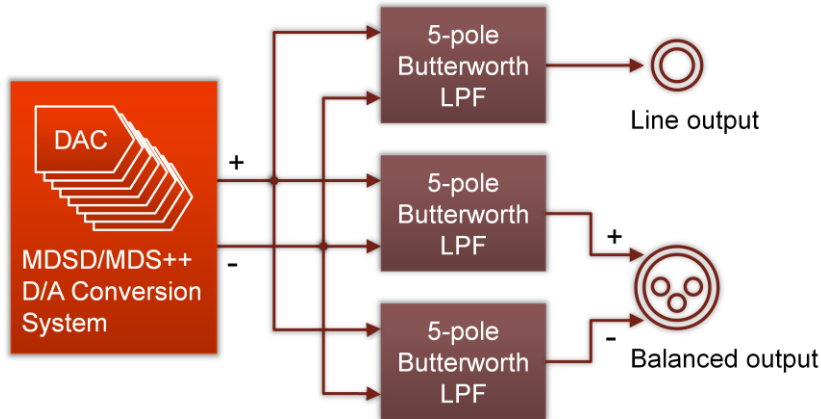 5-pole
Butterworth
LPF
Line output
DAC
+
-
MDSD/MDS++
D/A Conversion
System
5-pole
Butterworth
LPF
+
-
Balanced output
5-pole
Butterworth
LPF